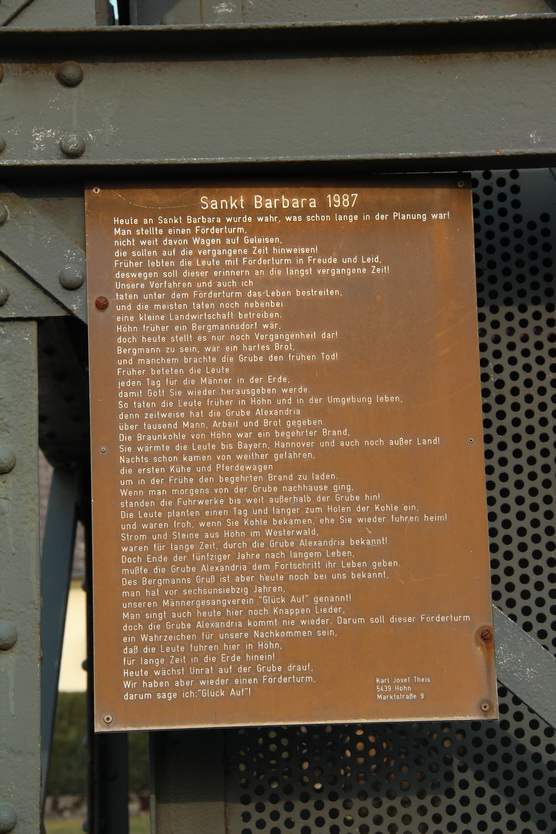 Sankt Barbara 1987
Heute an Sankt Barbara wurde wahr, was schon lange in der Planung war!
Man stellte einen Förderturm,
nicht weit davon Wagen auf Geleisen,
die sollen auf die vergangene Zeit hinweisen!
Früher lebten die Leute mit Förderturm in Freude und Leid,
deswegen soll dieser erinnern an die längst vergangene Zeit!
Unsere Vorfahren und auch ich
taten unter dem Förderturm das Leben bestreiten,
und die meisten taten noch nebenbei
eine kleine Landwirtschaft betreiben.
Höhn früher ein Bergmannsdorf war,
doch heute stellt es nur noch Vergangenheit dar!
Bergmann zu sein, war ein hartes Brot,
und manchem brachte die Grube den frühen Tod!
Früher beteten die Leute
jeden Tag für die Männer in der Erde,
damit Gott Sie wieder herausgeben werde.
So taten die Leute früher in Höhn und in der Umgebung leben,
denn zeitweise hat die Grube Alexandria
über tausend Mann, Arbeit und Brot gegeben.
Die Braunkohle von Höhn war ein begehrter Brand,
Sie wärmte die Leute bis Bayern, Hannover und auch noch außer Land!
Nachts schon kamen von weither gefahren,
die ersten Kühe und Pferdewagen
um in der Frühe den begehrten Brand zu laden.
Wenn man morgens von der Grube nachhause ging,
standen die Fuhrwerke bis weit außerhalb der Grube hin!
Die Leute planten einen Tag und länger zum Holen der Kohle ein,
und waren froh, wenn Sie Kohle bekamen, ehe Sie wieder fuhren heim!
Strom und Steine aus Höhn im Westerwald,
waren für lange Zeit, durch die Grube Alexandria bekannt!
Doch Ende der fünfziger Jahre nach langem Leben,
mußte die Grube Alexandria dem Fortschritt ihr Leben geben.
Des Bergmanns Gruß ist aber heute noch bei uns bekannt,
man hat vor sechsunsiebzig Jahren,
unseren Männergesangverein "Glück Auf" genannt!
Man singt auch heute hier noch Knappen Lieder,
doch die Grube Alexandria kommt nie wieder. Darum soll dieser Förderturm
ein Wahrzeichen für unsere Nachkommen sein,
daß die Leute fuhren hier in Höhn,
für lange Zeit in die Erde hinein!
Heute wächst Unrat auf der Grube drauf,
Wir haben aber wieder einen Förderturm,
darum sage ich:"Glück Auf"!
Karl Josef Theis
5439 Höhn
Marktstraße 9